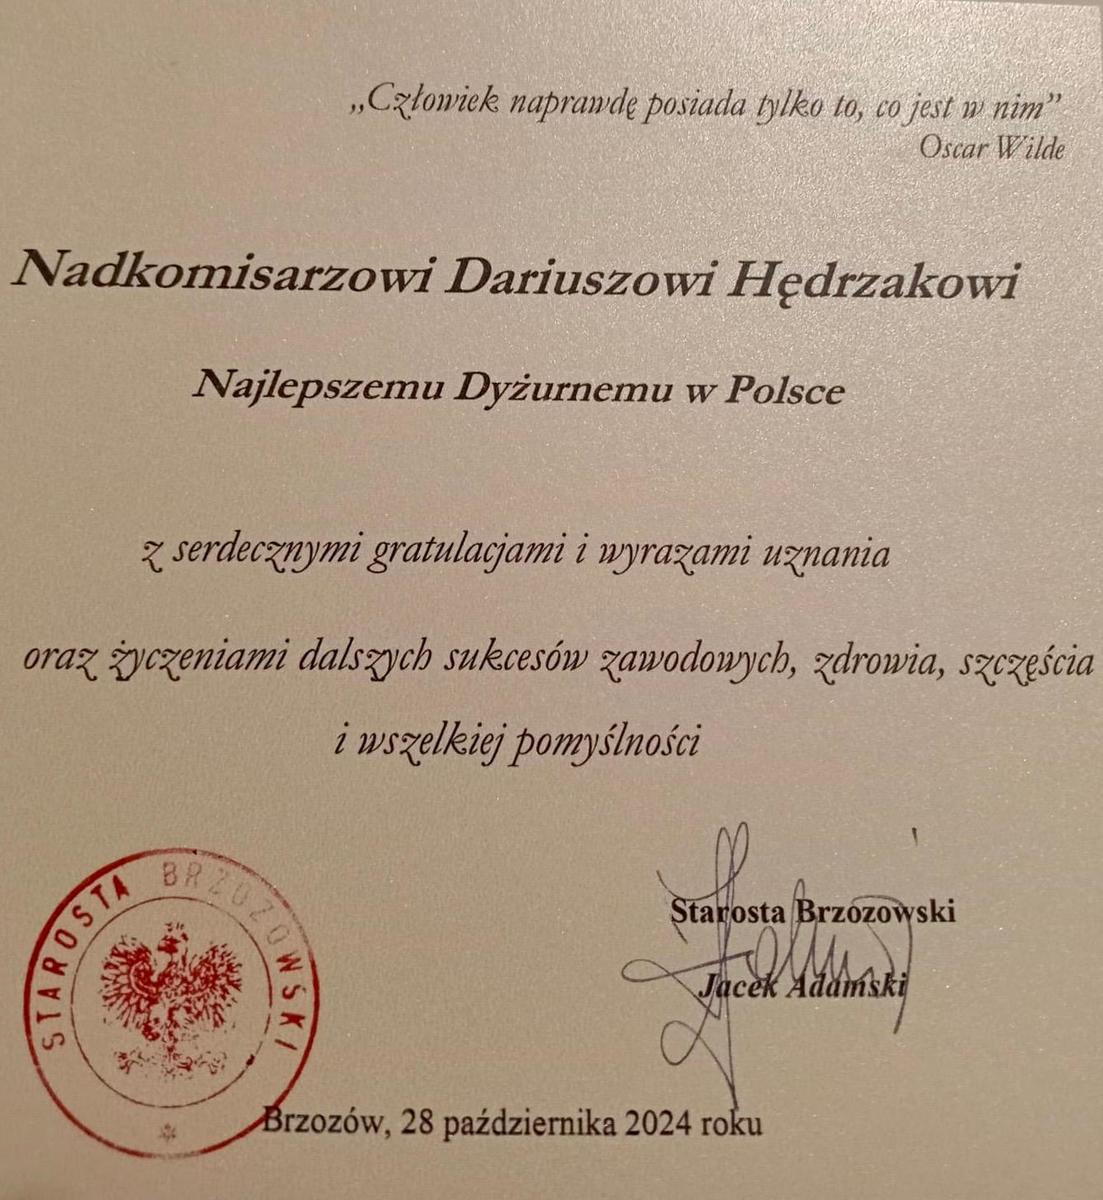 „Człowiek naprawdę posiada tylko to, co jest w nim”
Oscar Wilde
Nadkomisarzowi Dariuszowi Hędrzakowi
Najlepszemu Dyżurnemu w Polsce
z serdecznymi gratulacjami i wyrazami uznania
oraz życzeniami dalszych sukcesów zawodowych, zdrowia, szczęścia
i wszelkiej pomyślności
STAROSTA BRZOZOWSKI
Starosta Brzozowski
Jacek Adamski
Brzozów, 28 października 2024 roku